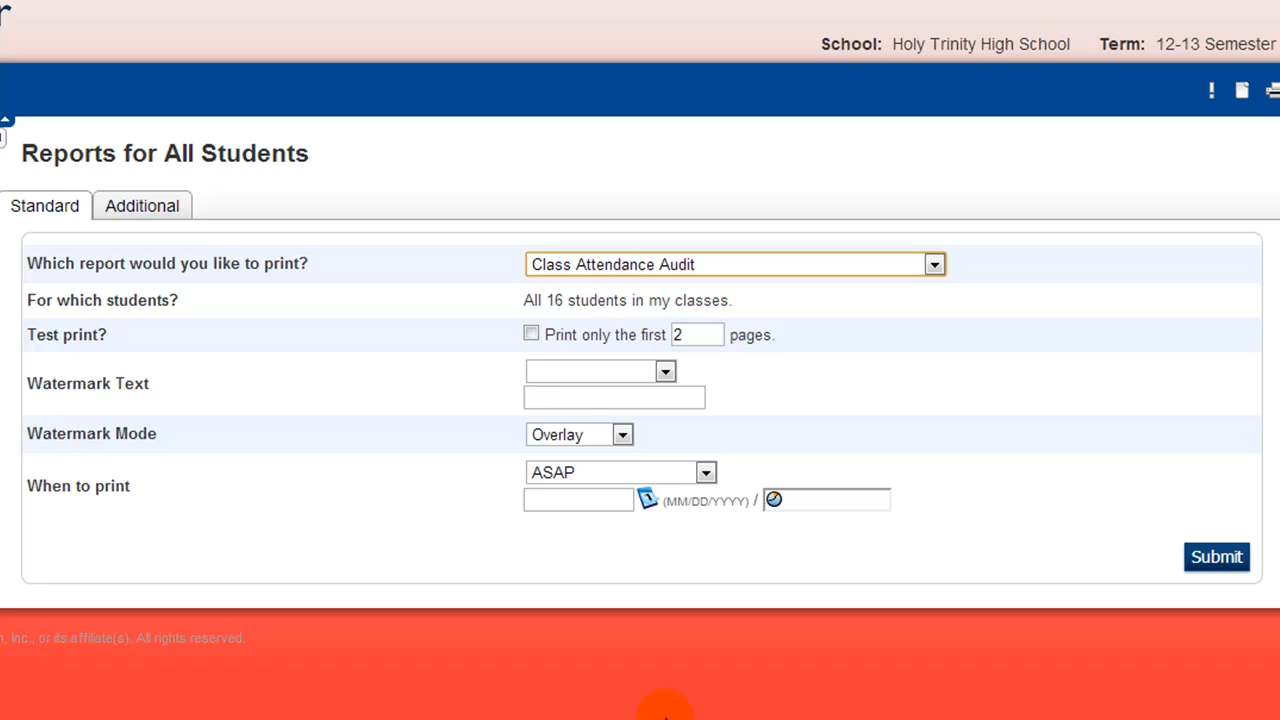 r
School: Holy Trinity High School Term: 12-13 Semester
Reports for All Students
Standard Additional
Which report would you like to print? Class Attendance Audit
For which students? All 16 students in my classes.
Test print? Print only the first 2 pages.
Watermark Text
Watermark Mode Overlay
When to print ASAP
(MM/DD/YYYY) /
Submit
n, Inc., or its affiliate(s). All rights reserved.